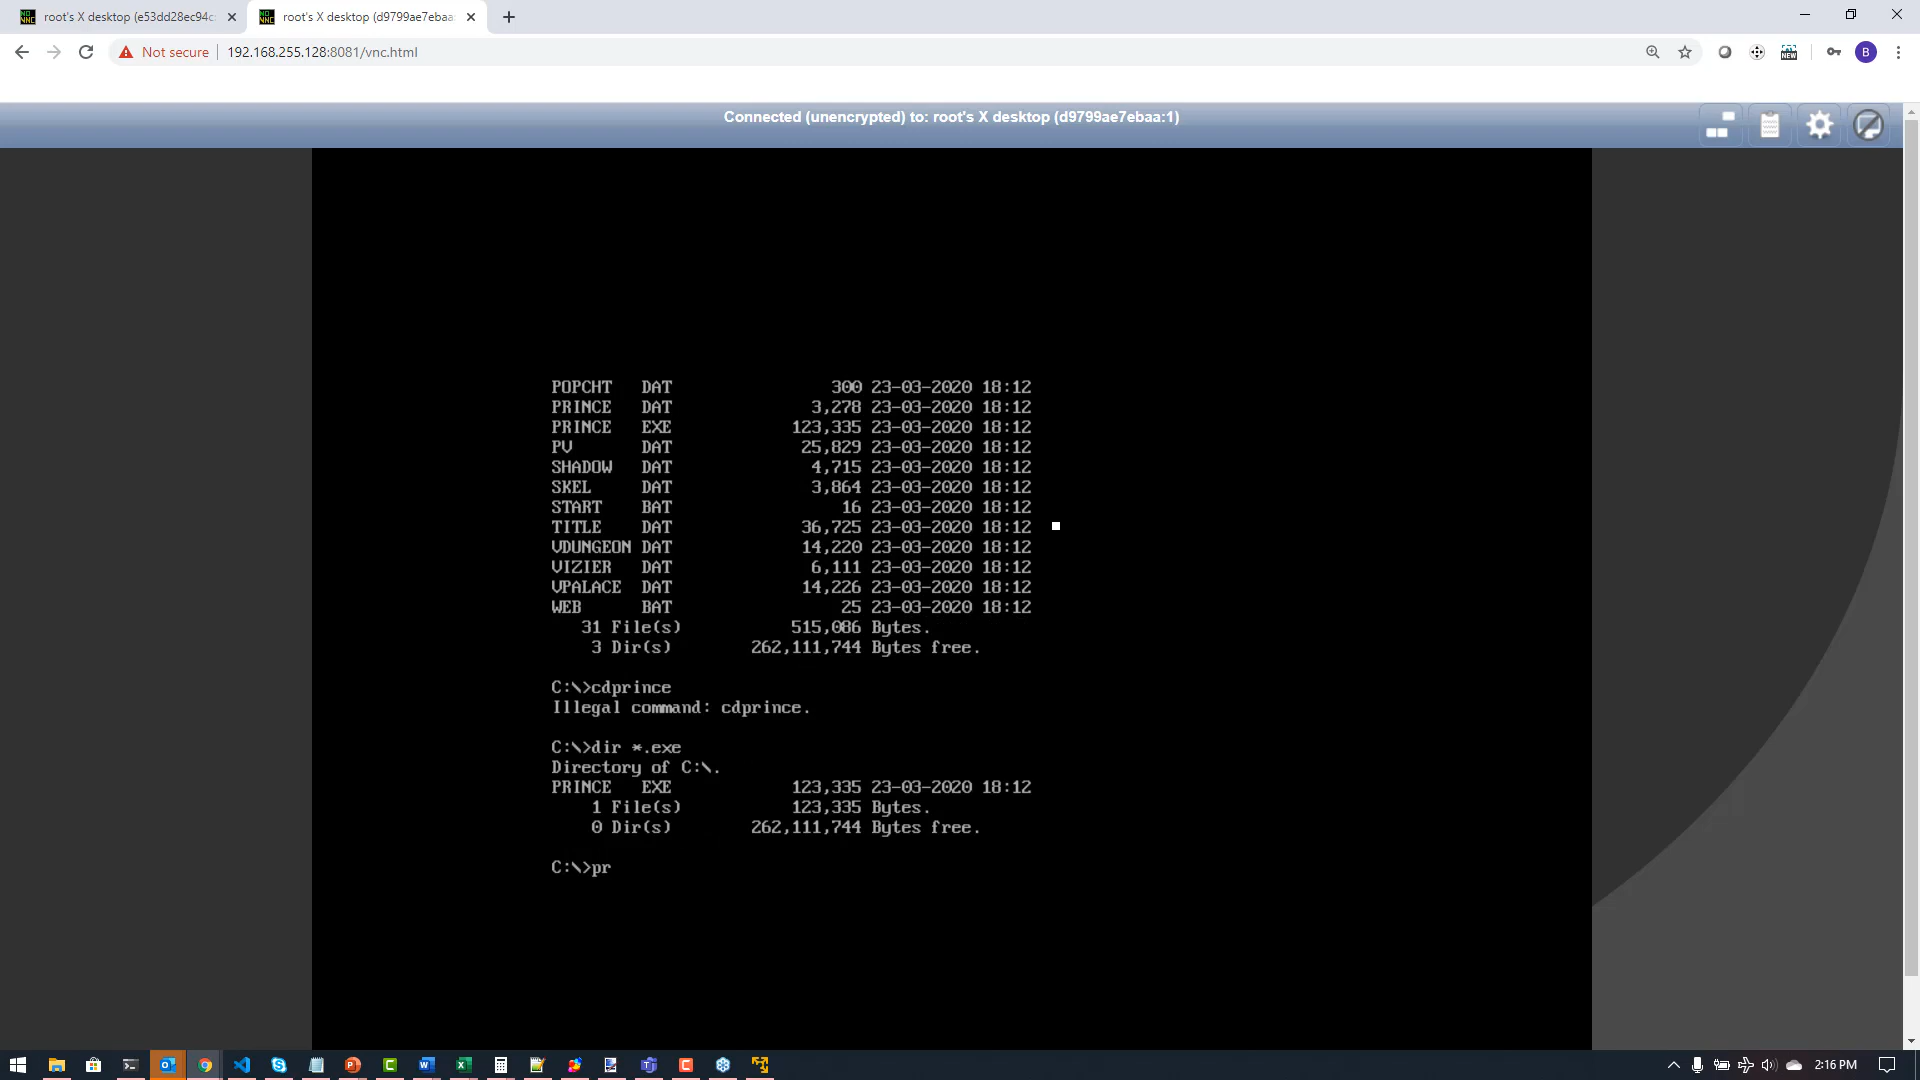 root's X desktop (e53dd28ec94c
root's X desktop (d9799ae7ebaa:
Not secure
192.168.255.128:8081/vnc.html
NEW
B
Connected (unencrypted) to: root's X desktop (d9799ae7ebaa:1)
POPCHT DAT 300 23-03-2020 18:12
PRINCE DAT 3,278 23-03-2020 18:12
PRINCE EXE 123,335 23-03-2020 18:12
PV DAT 25,829 23-03-2020 18:12
SHADOW DAT 4,715 23-03-2020 18:12
SKEL DAT 3,864 23-03-2020 18:12
START BAT 16 23-03-2020 18:12
TITLE DAT 36,725 23-03-2020 18:12
VDUNGEON DAT 14,220 23-03-2020 18:12
VIZIER DAT 6,111 23-03-2020 18:12
VPALACE DAT 14,226 23-03-2020 18:12
WEB BAT 25 23-03-2020 18:12
31 File(s) 515,086 Bytes.
3 Dir(s) 262,111,744 Bytes free.
C:\>cdprince
Illegal command: cdprince.
C:\>dir *.exe
Directory of C:\.
PRINCE EXE 123,335 23-03-2020 18:12
1 File(s) 123,335 Bytes.
0 Dir(s) 262,111,744 Bytes free.
C:\>pr
2:16 PM